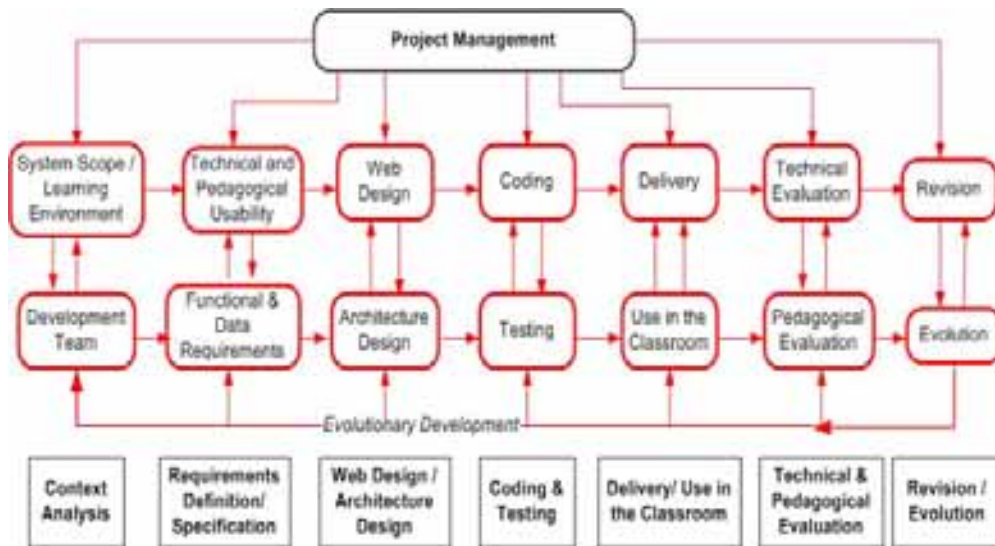 Project Management
System Scope /
Learning
Environment
Technical and
Pedagogical
Usability
Web
Design
Coding
Delivery
Technical
Evaluation
Revision
Development
Team
Functional &
Data
Requirements
Architecture
Design
Testing
Use in the
Classroom
Pedagogical
Evaluation
Evolution
Evolutionary Development
Context
Analysis
Requirements
Definition/
Specification
Web Design /
Architecture
Design
Coding &
Testing
Delivery/ Use in
the Classroom
Technical &
Pedagogical
Evaluation
Revision /
Evolution